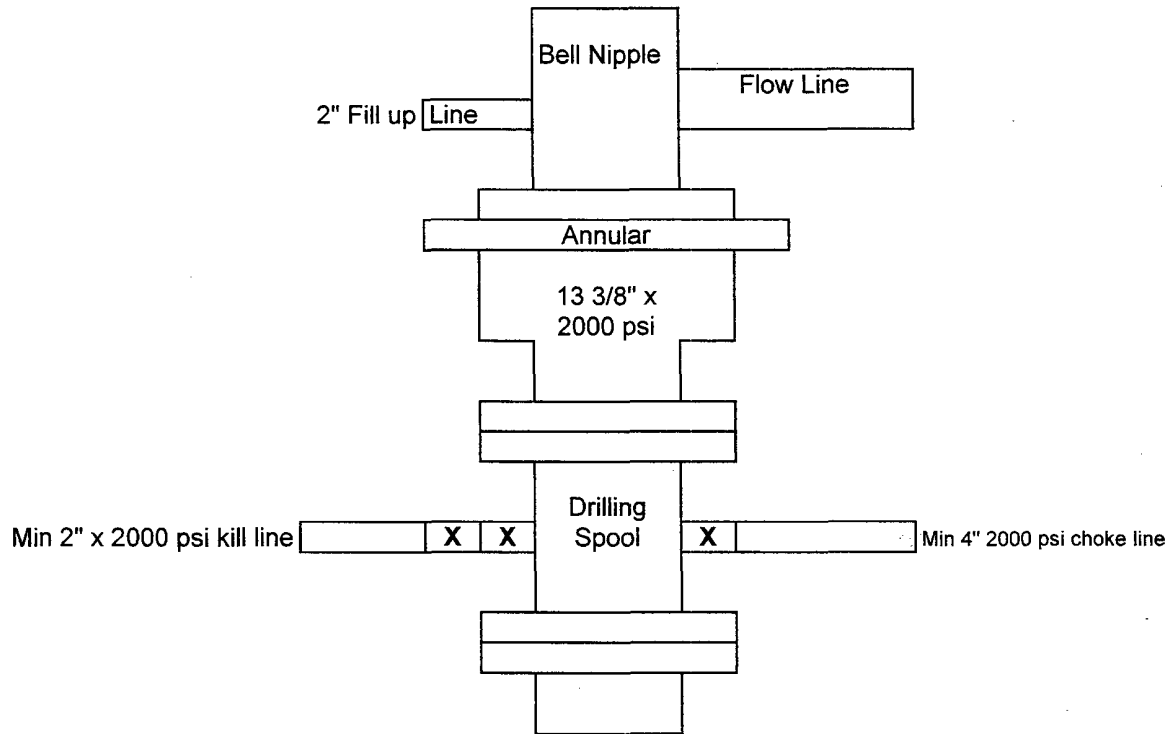 Bell Nipple
Flow Line
2" Fill up Line
Annular
13 3/8" x
2000 psi
Drilling
Spool
Min 2" x 2000 psi kill line
X X
X
Min 4" 2000 psi choke line